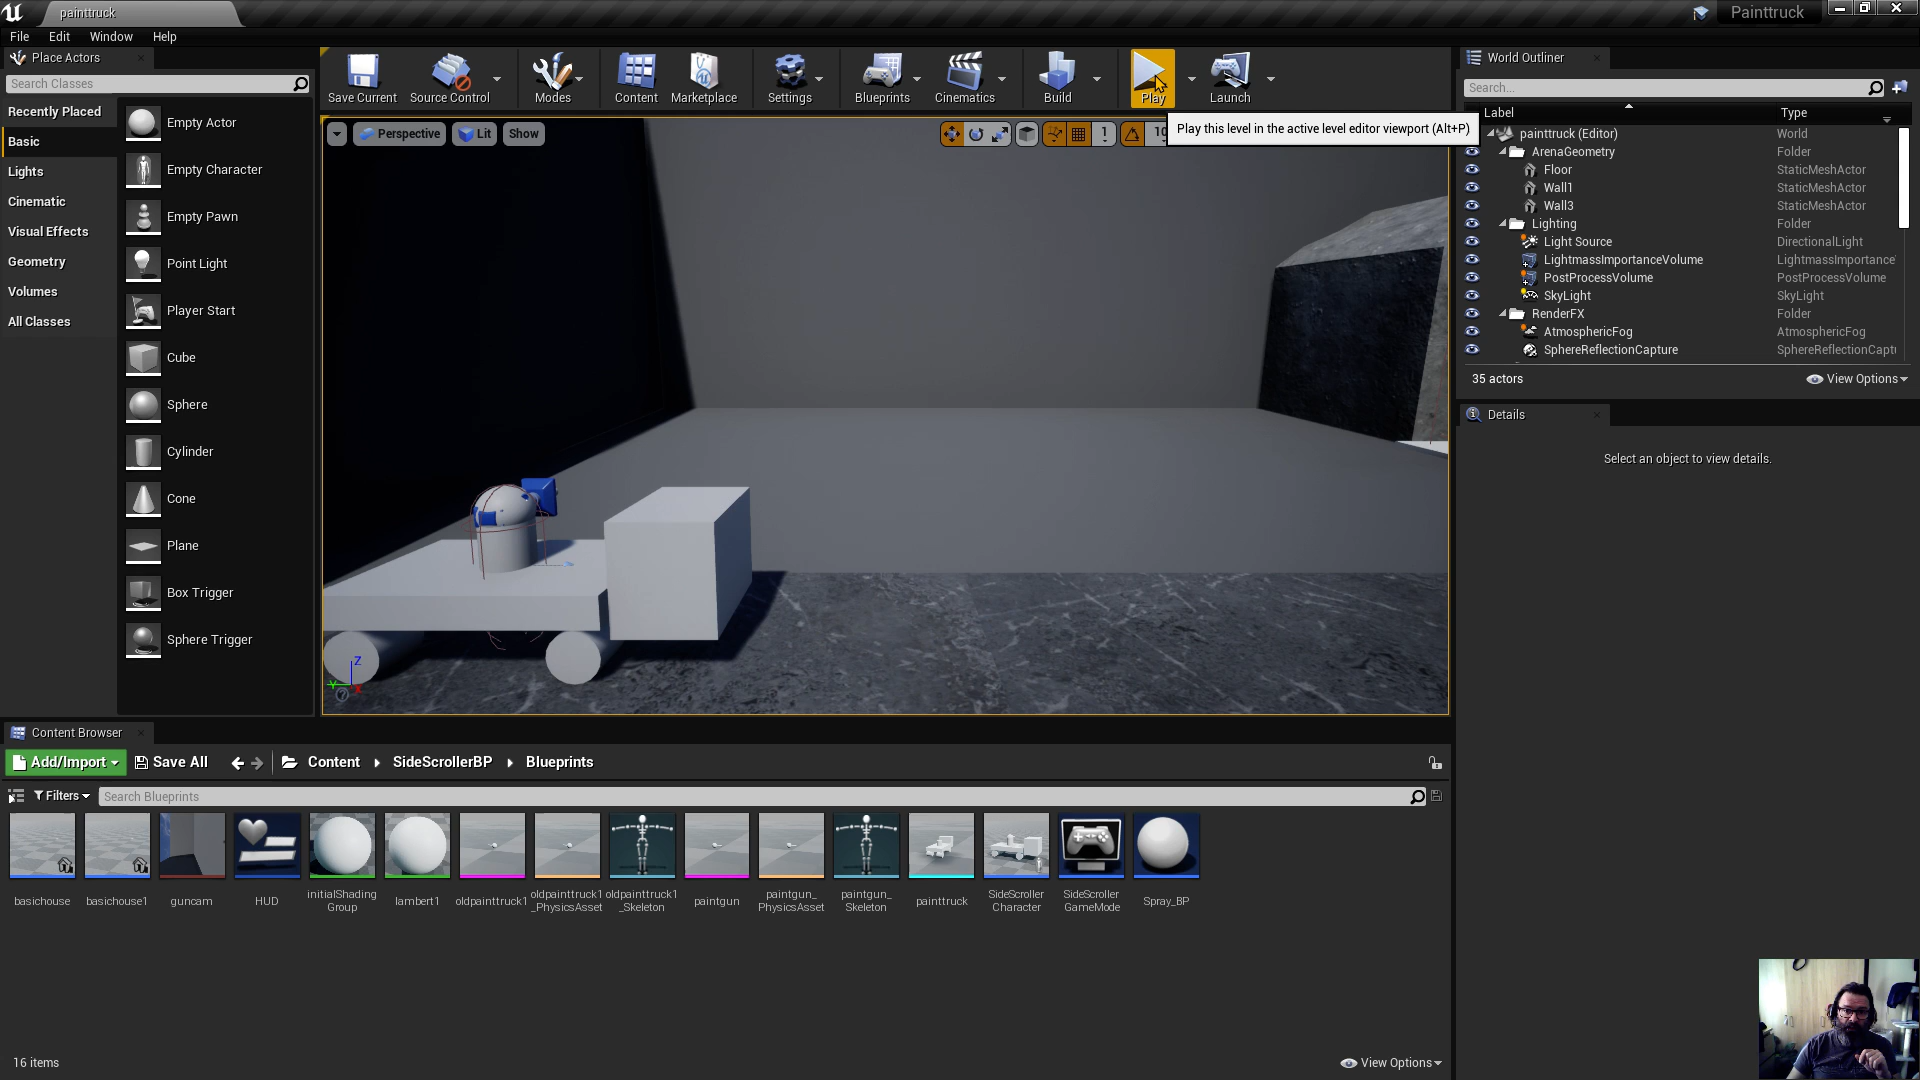 painttruck
Painttruck
File Edit Window Help
Place Actors
Search Classes
Recently Placed
Basic
Lights
Cinematic
Visual Effects
Geometry
Volumes
All Classes
Empty Actor
Empty Character
Empty Pawn
Point Light
Player Start
Cube
Sphere
Cylinder
Cone
Plane
Box Trigger
Sphere Trigger
Save Current Source Control Modes Content Marketplace Settings Blueprints Cinematics Build Play Launch
Perspective Lit Show
1 10
Play this level in the active level editor viewport (Alt+P)
Z
Y
X
World Outliner
Search...
Label Type
painttruck (Editor) World
ArenaGeometry Folder
Floor StaticMeshActor
Wall1 StaticMeshActor
Wall3 StaticMeshActor
Lighting Folder
Light Source DirectionalLight
LightmassImportanceVolume LightmassImportance
PostProcessVolume PostProcessVolume
SkyLight SkyLight
RenderFX Folder
AtmosphericFog AtmosphericFog
SphereReflectionCapture SphereReflectionCapt
35 actors View Options
Details
Select an object to view details.
Content Browser
Add/Import Save All Content SideScrollerBP Blueprints
Filters Search Blueprints
basichouse
basichouse1
guncam
HUD
initialShading
Group
lambert1
oldpainttruck1
oldpainttruck1
_PhysicsAsset
oldpainttruck1
_Skeleton
paintgun
paintgun_
PhysicsAsset
paintgun_
Skeleton
painttruck
SideScroller
Character
SideScroller
GameMode
Spray_BP
16 items View Options